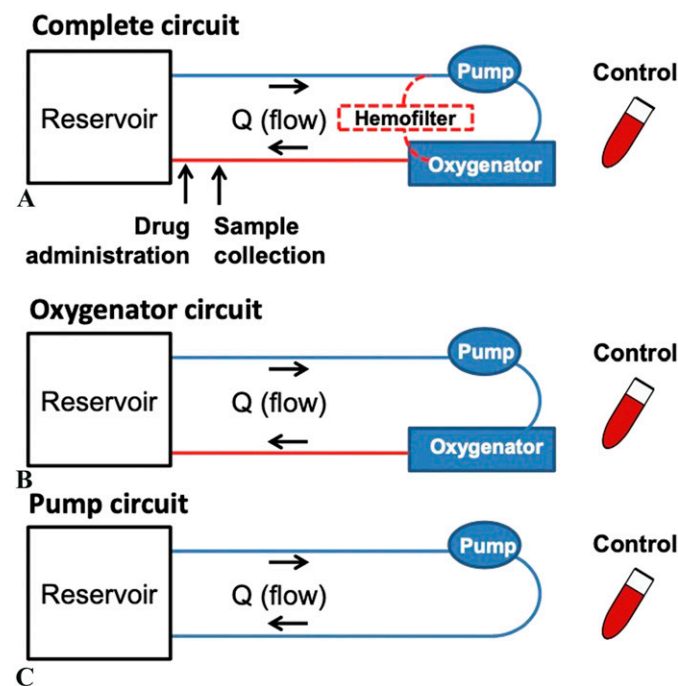 Complete circuit
Pump
Control
Reservoir
Q (flow)
Hemofilter
Oxygenator
A
Drug administration
Sample collection
Oxygenator circuit
Pump
Control
Reservoir
Q (flow)
Oxygenator
B
Pump circuit
Pump
Control
Reservoir
Q (flow)
C